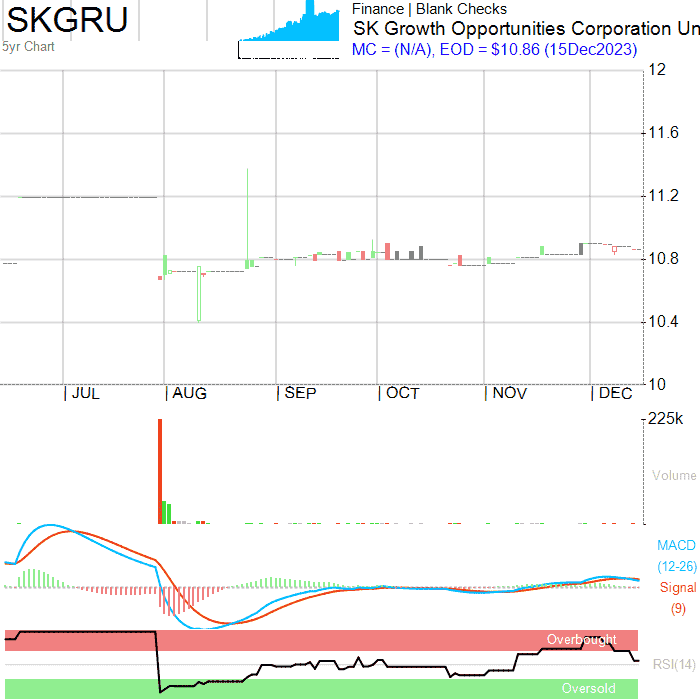 SKGRU
5yr Chart
Finance | Blank Checks
SK Growth Opportunities Corporation Un
MC = (N/A), EOD = $10.86 (15Dec2023)
12
11.6
11.2
10.8
10.4
10
| JUL | AUG | SEP | OCT | NOV | DEC
225k
Volume
MACD
(12-26)
Signal
(9)
Overbought
RSI(14)
Oversold